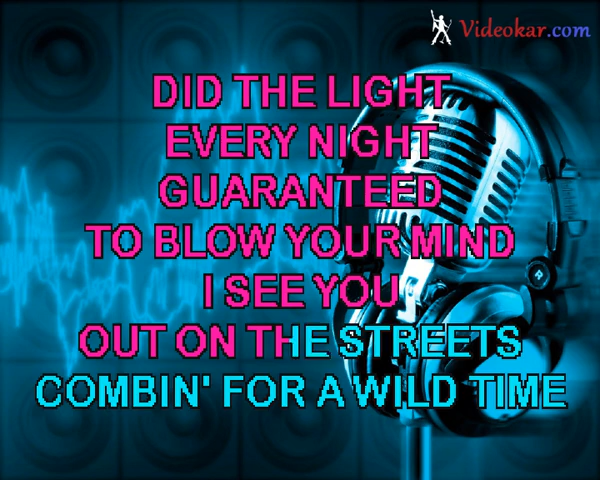 Videokar.com
DID THE LIGHT
EVERY NIGHT
GUARANTEED
TO BLOW YOUR MIND
I SEE YOU
OUT ON THE STREETS
COMBIN' FOR A WILD TIME